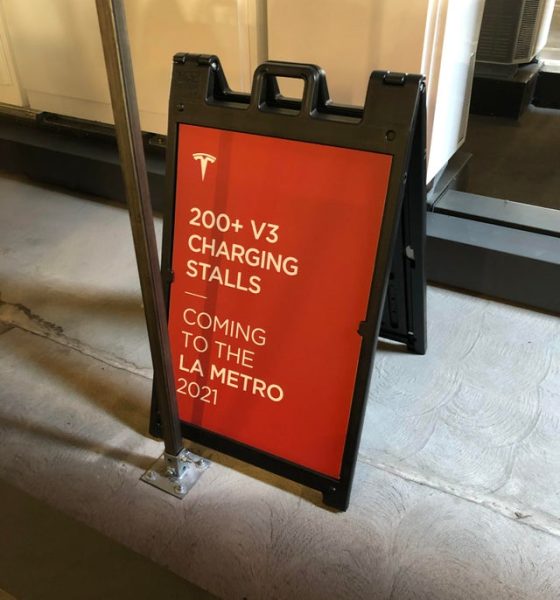 200+ V3
CHARGING
STALLS
COMING
TO THE
LA METRO
2021